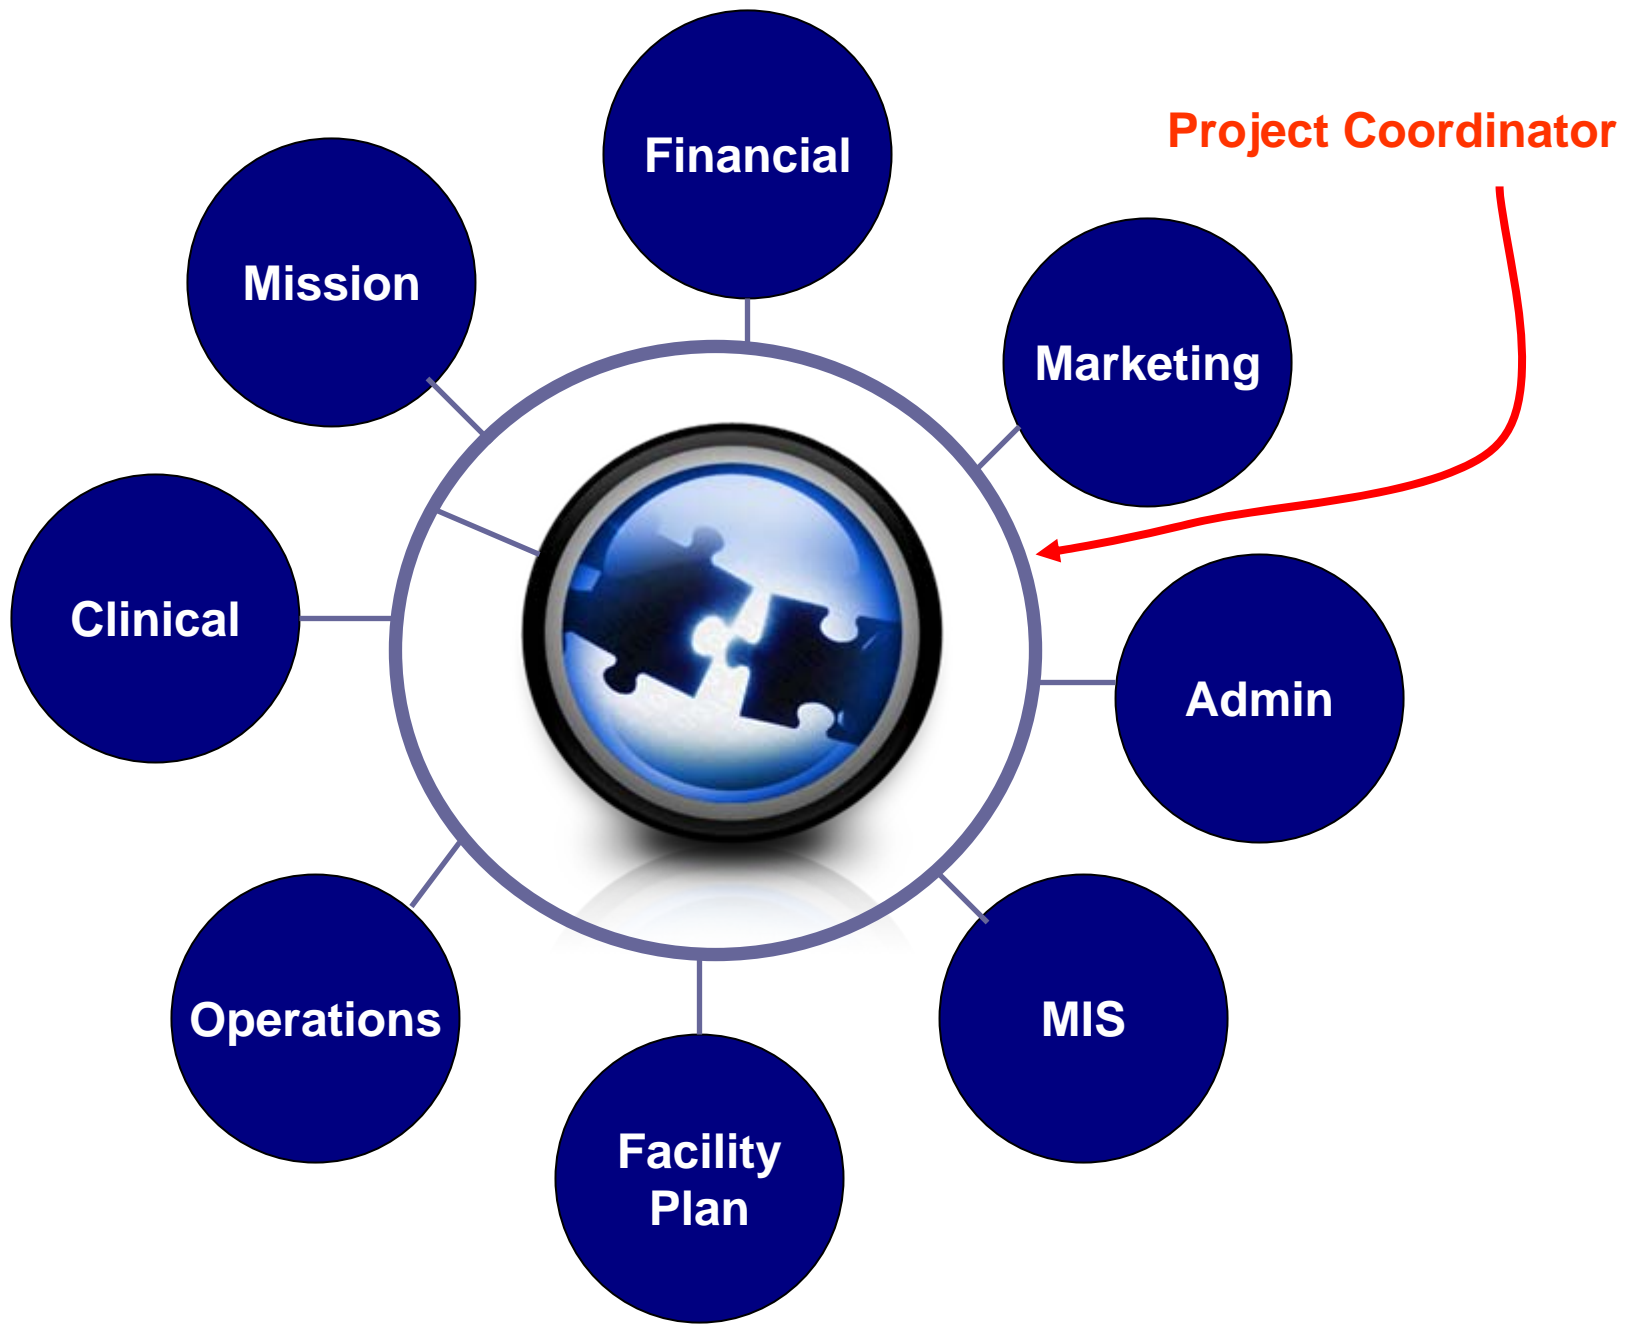 Financial
Project Coordinator
Mission
Marketing
Clinical
Admin
Operations
MIS
Facility
Plan